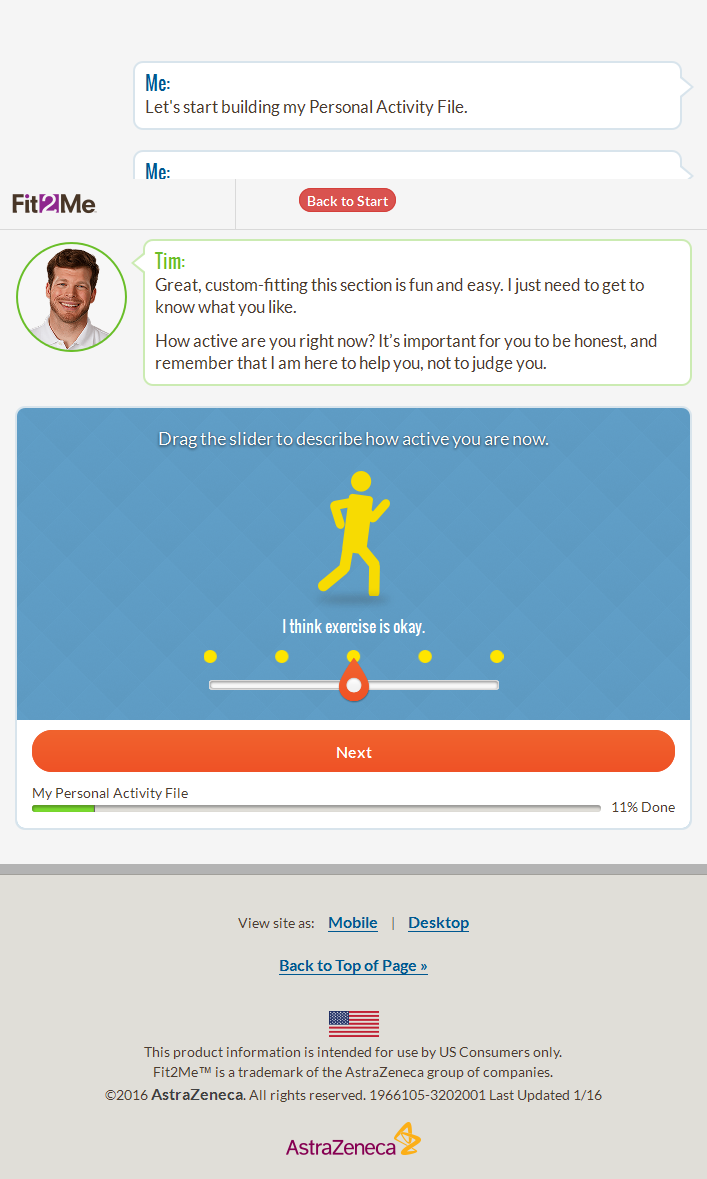 Me:
Let's start building my Personal Activity File.
Me:
Fit2Me
Back to Start
Tim:
Great, custom-fitting this section is fun and easy. I just need to get to
know what you like.
How active are you right now? It’s important for you to be honest, and
remember that I am here to help you, not to judge you.
Drag the slider to describe how active you are now.
I think exercise is okay.
Next
My Personal Activity File
11% Done
View site as: Mobile | Desktop
Back to Top of Page »
This product information is intended for use by US Consumers only.
Fit2Me™ is a trademark of the AstraZeneca group of companies.
©2016 AstraZeneca. All rights reserved. 1966105-3202001 Last Updated 1/16
AstraZeneca